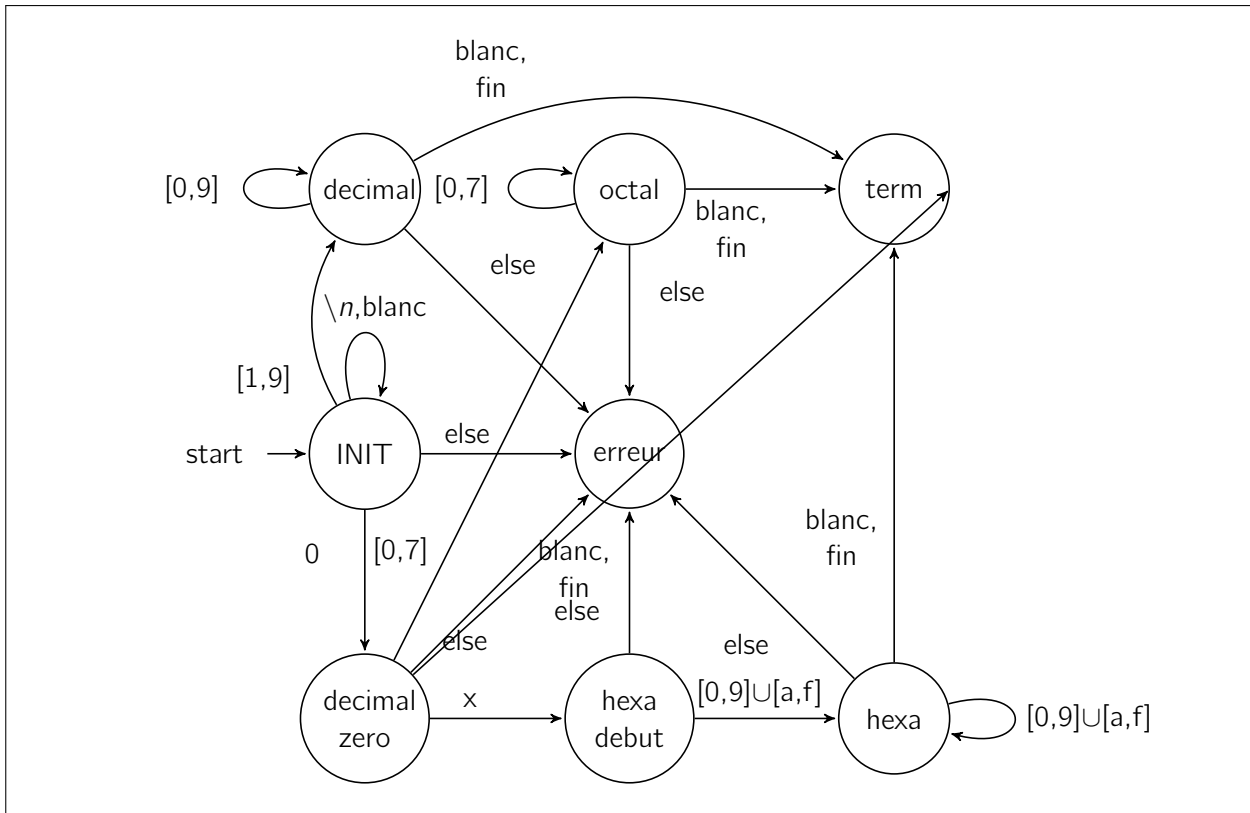 blanc,
fin
[0,9]
decimal
[0,7]
octal
blanc,
fin
term
else
else
\n,blanc
[1,9]
start
INIT
else
erreur
0
[0,7]
blanc,
fin
else
blanc,
fin
else
else
decimal
zero
x
hexa
debut
[0,9]∪[a,f]
hexa
[0,9]∪[a,f]